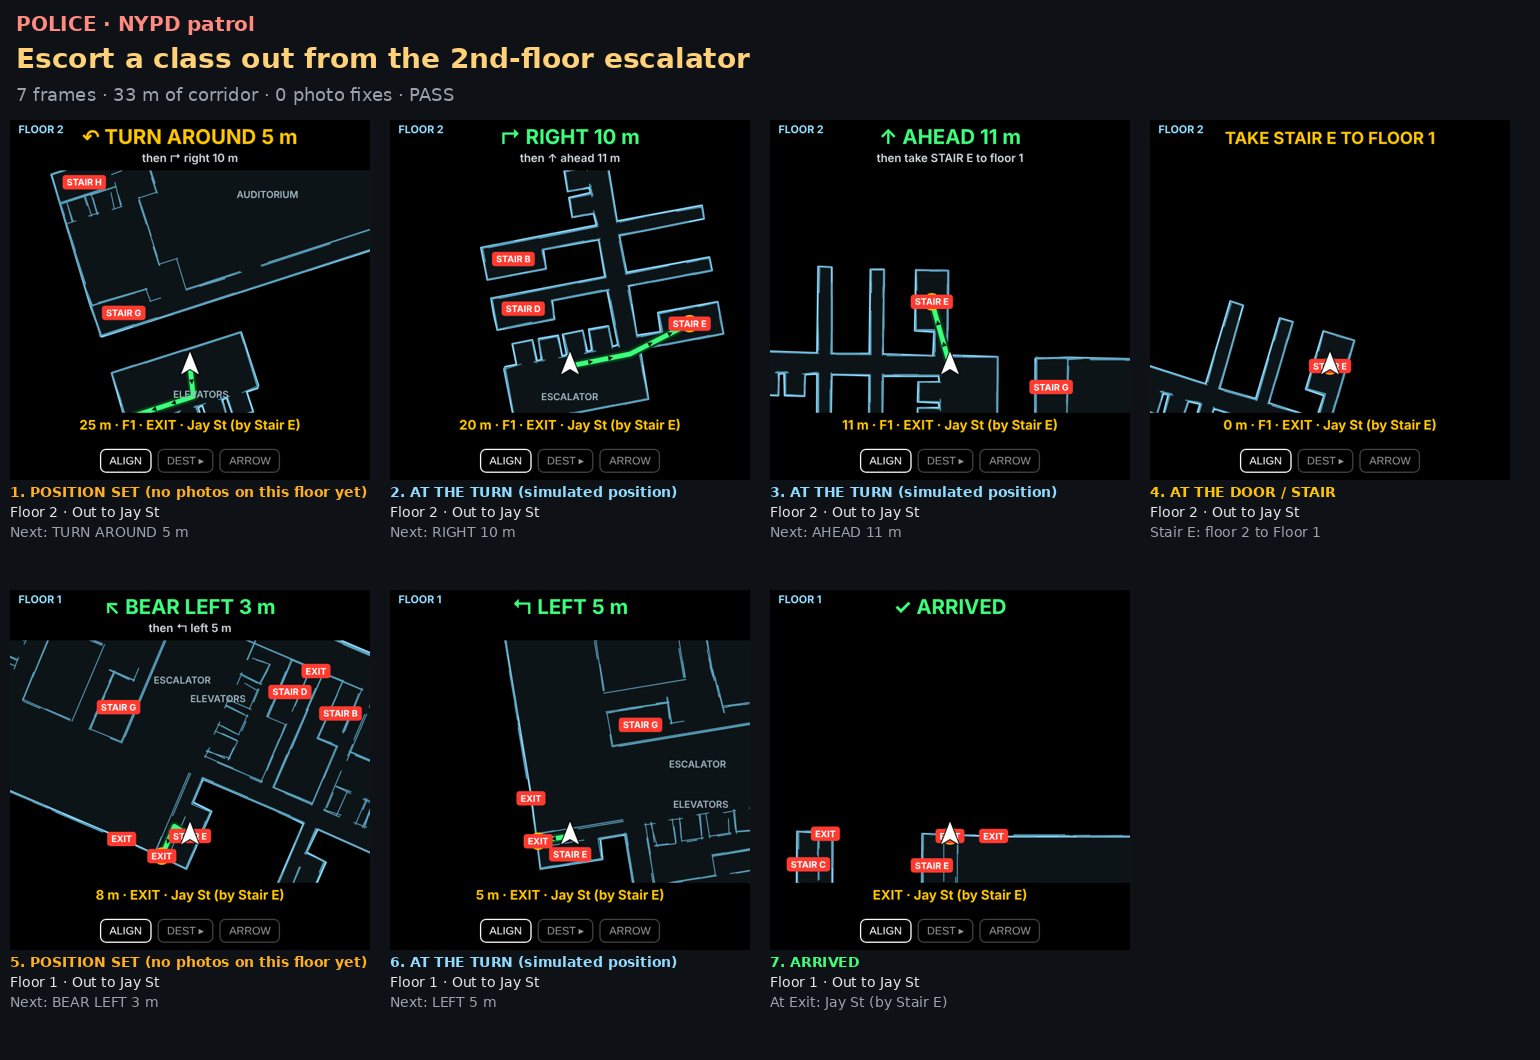 POLICE · NYPD patrol
Escort a class out from the 2nd-floor escalator
7 frames · 33 m of corridor · 0 photo fixes · PASS
FLOOR 2
↶ TURN AROUND 5 m
then ↱ right 10 m
STAIR H
AUDITORIUM
STAIR G
ELEVATORS
25 m · F1 · EXIT · Jay St (by Stair E)
ALIGN DEST ▸ ARROW
1. POSITION SET (no photos on this floor yet)
Floor 2 · Out to Jay St
Next: TURN AROUND 5 m
FLOOR 2
↱ RIGHT 10 m
then ↑ ahead 11 m
STAIR B
STAIR D
STAIR E
ESCALATOR
20 m · F1 · EXIT · Jay St (by Stair E)
ALIGN DEST ▸ ARROW
2. AT THE TURN (simulated position)
Floor 2 · Out to Jay St
Next: RIGHT 10 m
FLOOR 2
↑ AHEAD 11 m
then take STAIR E to floor 1
STAIR E
STAIR G
11 m · F1 · EXIT · Jay St (by Stair E)
ALIGN DEST ▸ ARROW
3. AT THE TURN (simulated position)
Floor 2 · Out to Jay St
Next: AHEAD 11 m
FLOOR 2
TAKE STAIR E TO FLOOR 1
0 m · F1 · EXIT · Jay St (by Stair E)
ALIGN DEST ▸ ARROW
4. AT THE DOOR / STAIR
Floor 2 · Out to Jay St
Stair E: floor 2 to Floor 1
FLOOR 1
↖ BEAR LEFT 3 m
then ↰ left 5 m
EXIT
ESCALATOR
STAIR D
ELEVATORS
STAIR G
STAIR B
EXIT
EXIT
8 m · EXIT · Jay St (by Stair E)
ALIGN DEST ▸ ARROW
5. POSITION SET (no photos on this floor yet)
Floor 1 · Out to Jay St
Next: BEAR LEFT 3 m
FLOOR 1
↰ LEFT 5 m
STAIR G
ESCALATOR
EXIT
ELEVATORS
EXIT
STAIR E
5 m · EXIT · Jay St (by Stair E)
ALIGN DEST ▸ ARROW
6. AT THE TURN (simulated position)
Floor 1 · Out to Jay St
Next: LEFT 5 m
FLOOR 1
✓ ARRIVED
EXIT
EXIT
STAIR C
STAIR E
EXIT · Jay St (by Stair E)
ALIGN DEST ▸ ARROW
7. ARRIVED
Floor 1 · Out to Jay St
At Exit: Jay St (by Stair E)